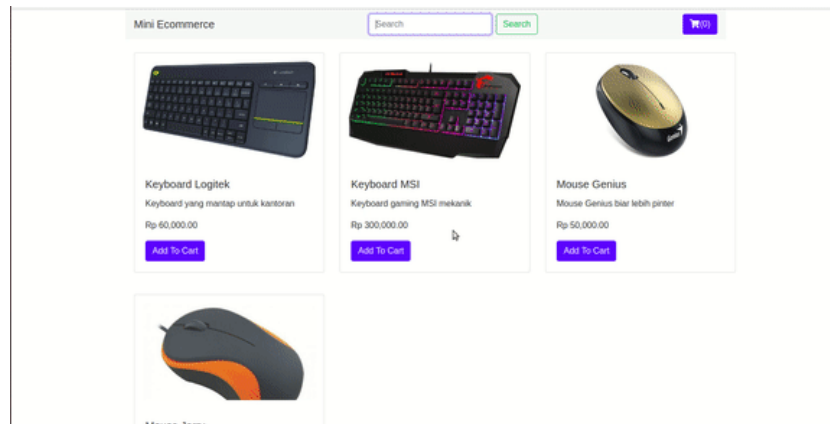 Mini Ecommerce
Search
Search
(0)
Keyboard Logitek
Keyboard yang mantap untuk kantoran
Rp 60,000.00
Add To Cart
Keyboard MSI
Keyboard gaming MSI mekanik
Rp 300,000.00
Add To Cart
Genius
Mouse Genius
Mouse Genius biar lebih pinter
Rp 50,000.00
Add To Cart